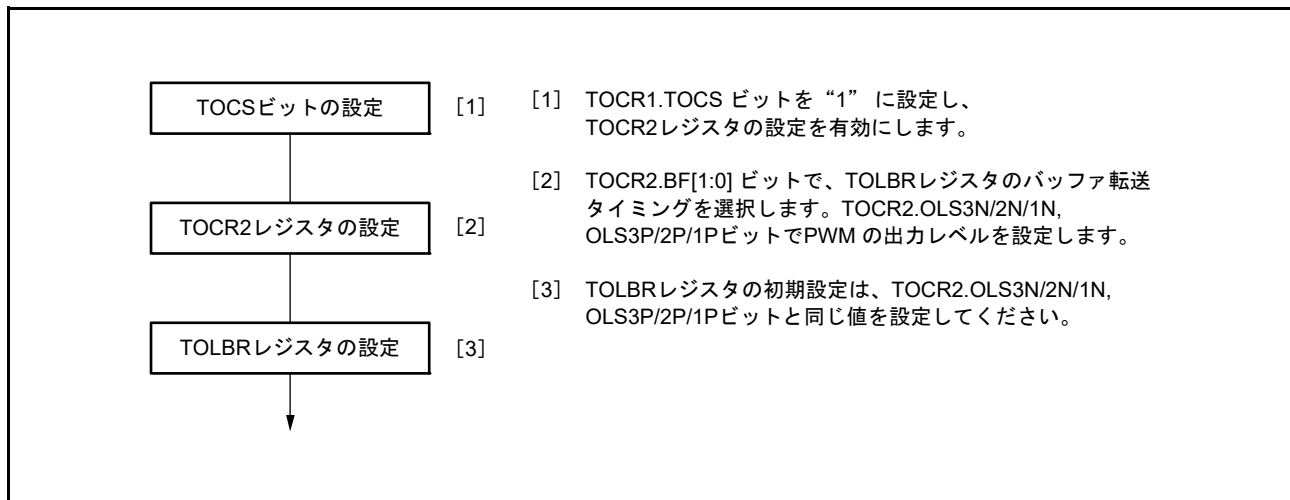 TOCSビットの設定 [1]
TOCR2レジスタの設定 [2]
TOLBRレジスタの設定 [3]
[1] TOCR1.TOCS ビットを“1” に設定し、
TOCR2レジスタの設定を有効にします。
[2] TOCR2.BF[1:0] ビットで、TOLBRレジスタのバッファ転送
タイミングを選択します。TOCR2.OLS3N/2N/1N,
OLS3P/2P/1PビットでPWM の出力レベルを設定します。
[3] TOLBRレジスタの初期設定は、TOCR2.OLS3N/2N/1N,
OLS3P/2P/1Pビットと同じ値を設定してください。